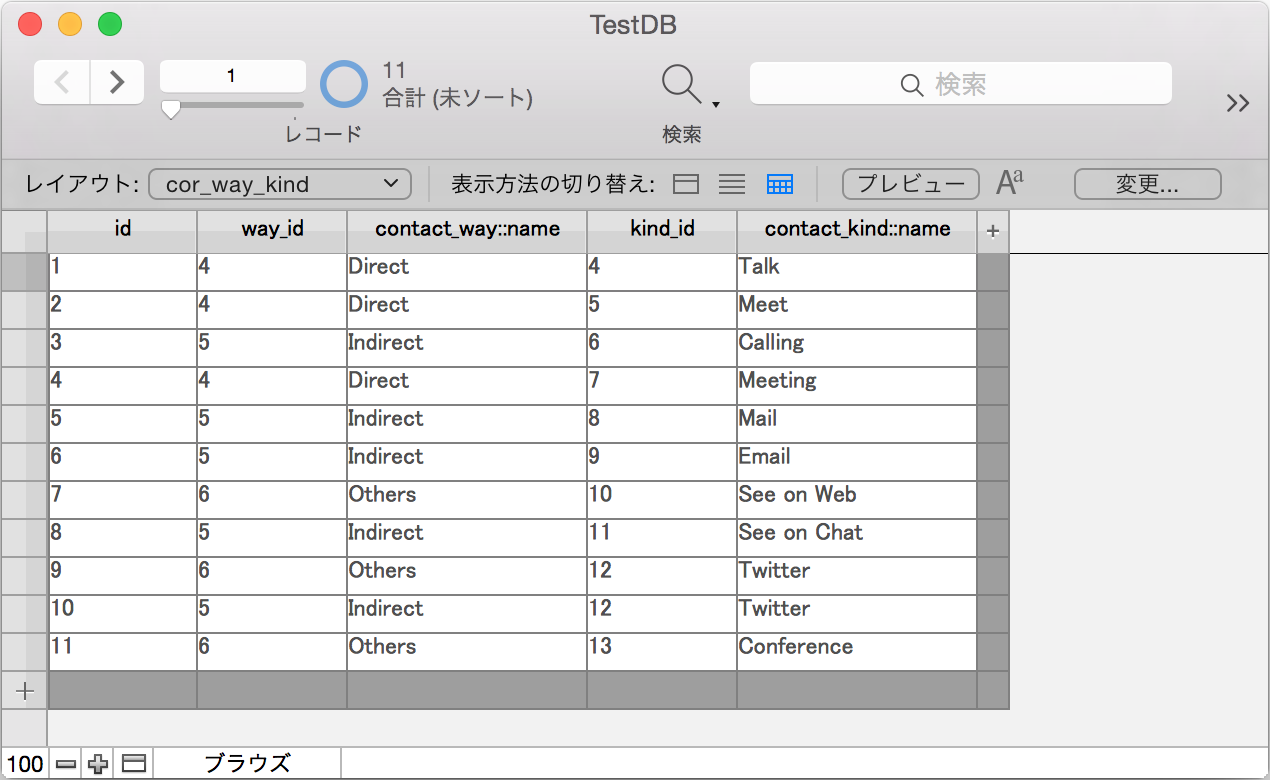 TestDB
1
11
合計 (未ソート)
レコード
検索
検索
レイアウト: cor_way_kind 表示方法の切り替え: プレビュー Aa 変更...
id way_id contact_way::name kind_id contact_kind::name +
1 4 Direct 4 Talk
2 4 Direct 5 Meet
3 5 Indirect 6 Calling
4 4 Direct 7 Meeting
5 5 Indirect 8 Mail
6 5 Indirect 9 Email
7 6 Others 10 See on Web
8 5 Indirect 11 See on Chat
9 6 Others 12 Twitter
10 5 Indirect 12 Twitter
11 6 Others 13 Conference
+
100 ブラウズ